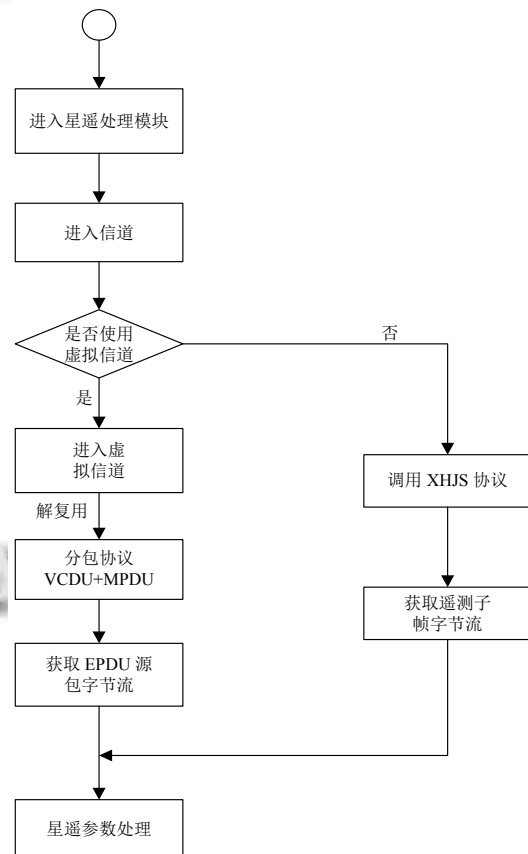 进入星遥处理模块
进入信道
是否使用
虚拟信道
否
是
进入虚
拟信道
调用 XHJS 协议
解复用
分包协议
VCDU+MPDU
获取遥测子
帧字节流
获取 EPDU 源
包字节流
星遥参数处理